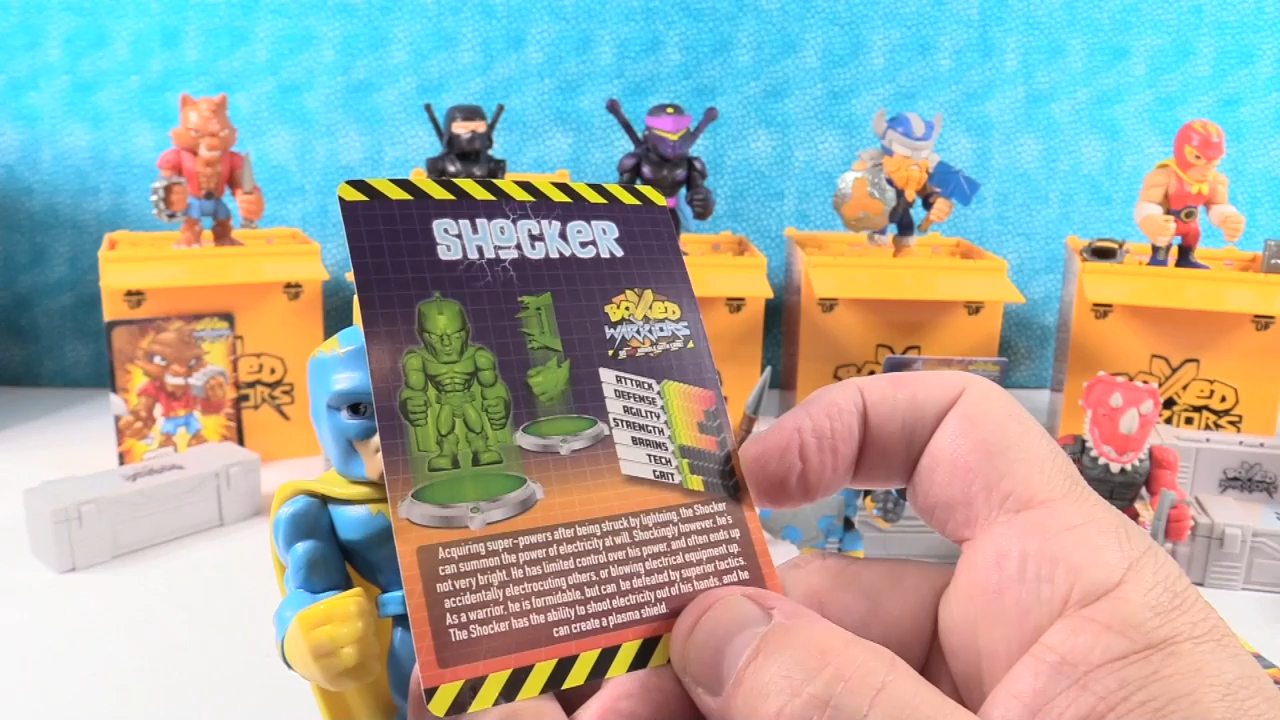 SHOCKER
BOXED
WARRIORS
ATTACK
DEFENSE
AGILITY
STRENGTH
BRAINS
TECH
GRIT
Acquiring super-powers after being struck by lightning, the Shocker
can summon the power of electricity at will. Shockingly however, he's
not very bright. He has limited control over his power, and often ends up
accidentally electrocuting others, or blowing electrical equipment up.
As a warrior, he is formidable, but can be defeated by superior tactics.
The Shocker has the ability to shoot electricity out of his hands, and he
can create a plasma shield.
BOXED
WARRIORS
BOXED
WARRIORS